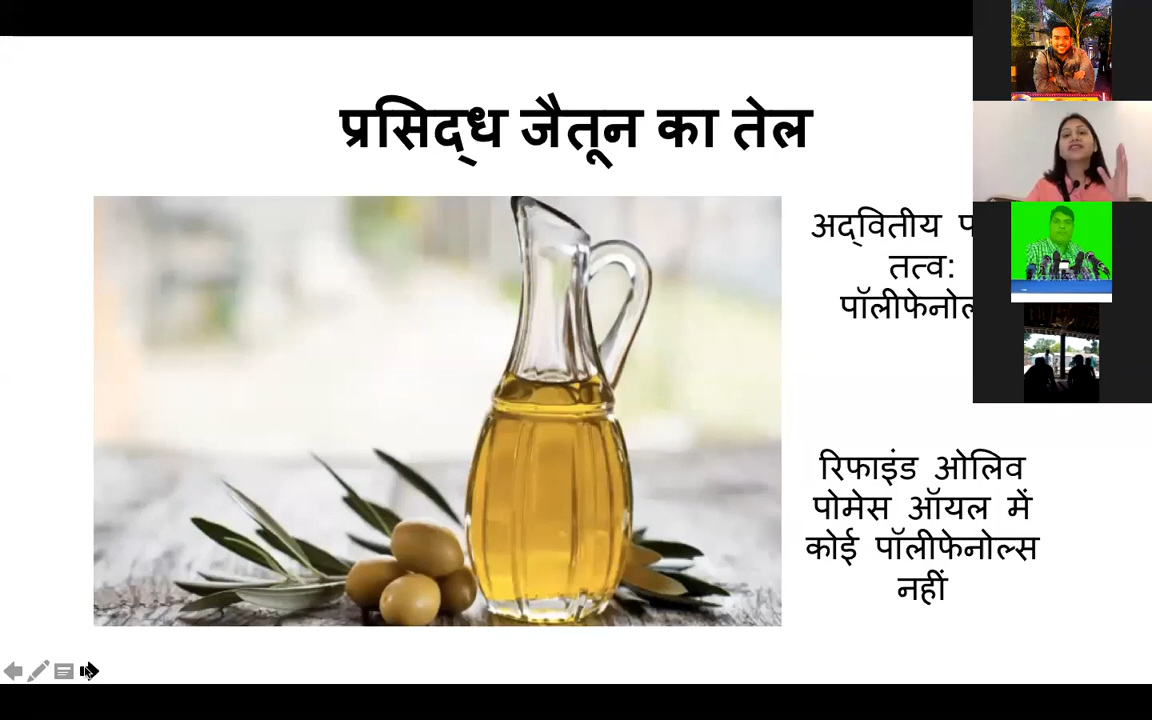 प्रसिद्ध जैतून का तेल
अद्वितीय
तत्व:
रिफाइंड ओलिव
पोमेस ऑयल में
कोई पॉलीफेनोल्स
नहीं